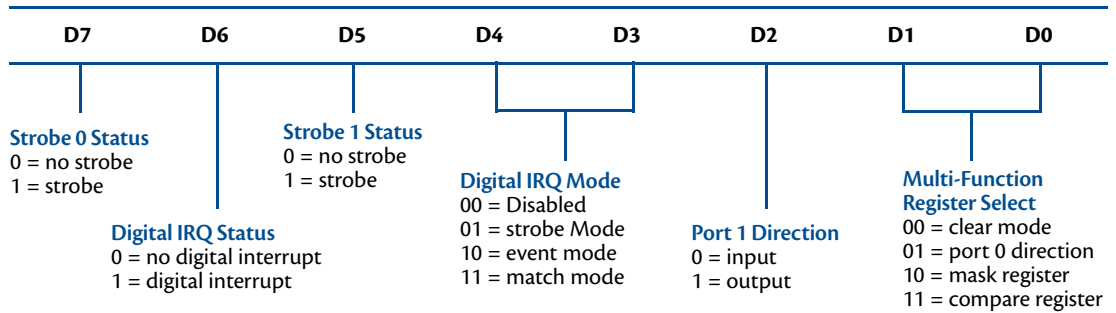 D7 D6 D5 D4 D3 D2 D1 D0
Strobe 0 Status
0 = no strobe
1 = strobe
Digital IRQ Status
0 = no digital interrupt
1 = digital interrupt
Strobe 1 Status
0 = no strobe
1 = strobe
Digital IRQ Mode
00 = Disabled
01 = strobe Mode
10 = event mode
11 = match mode
Port 1 Direction
0 = input
1 = output
Multi-Function
Register Select
00 = clear mode
01 = port 0 direction
10 = mask register
11 = compare register